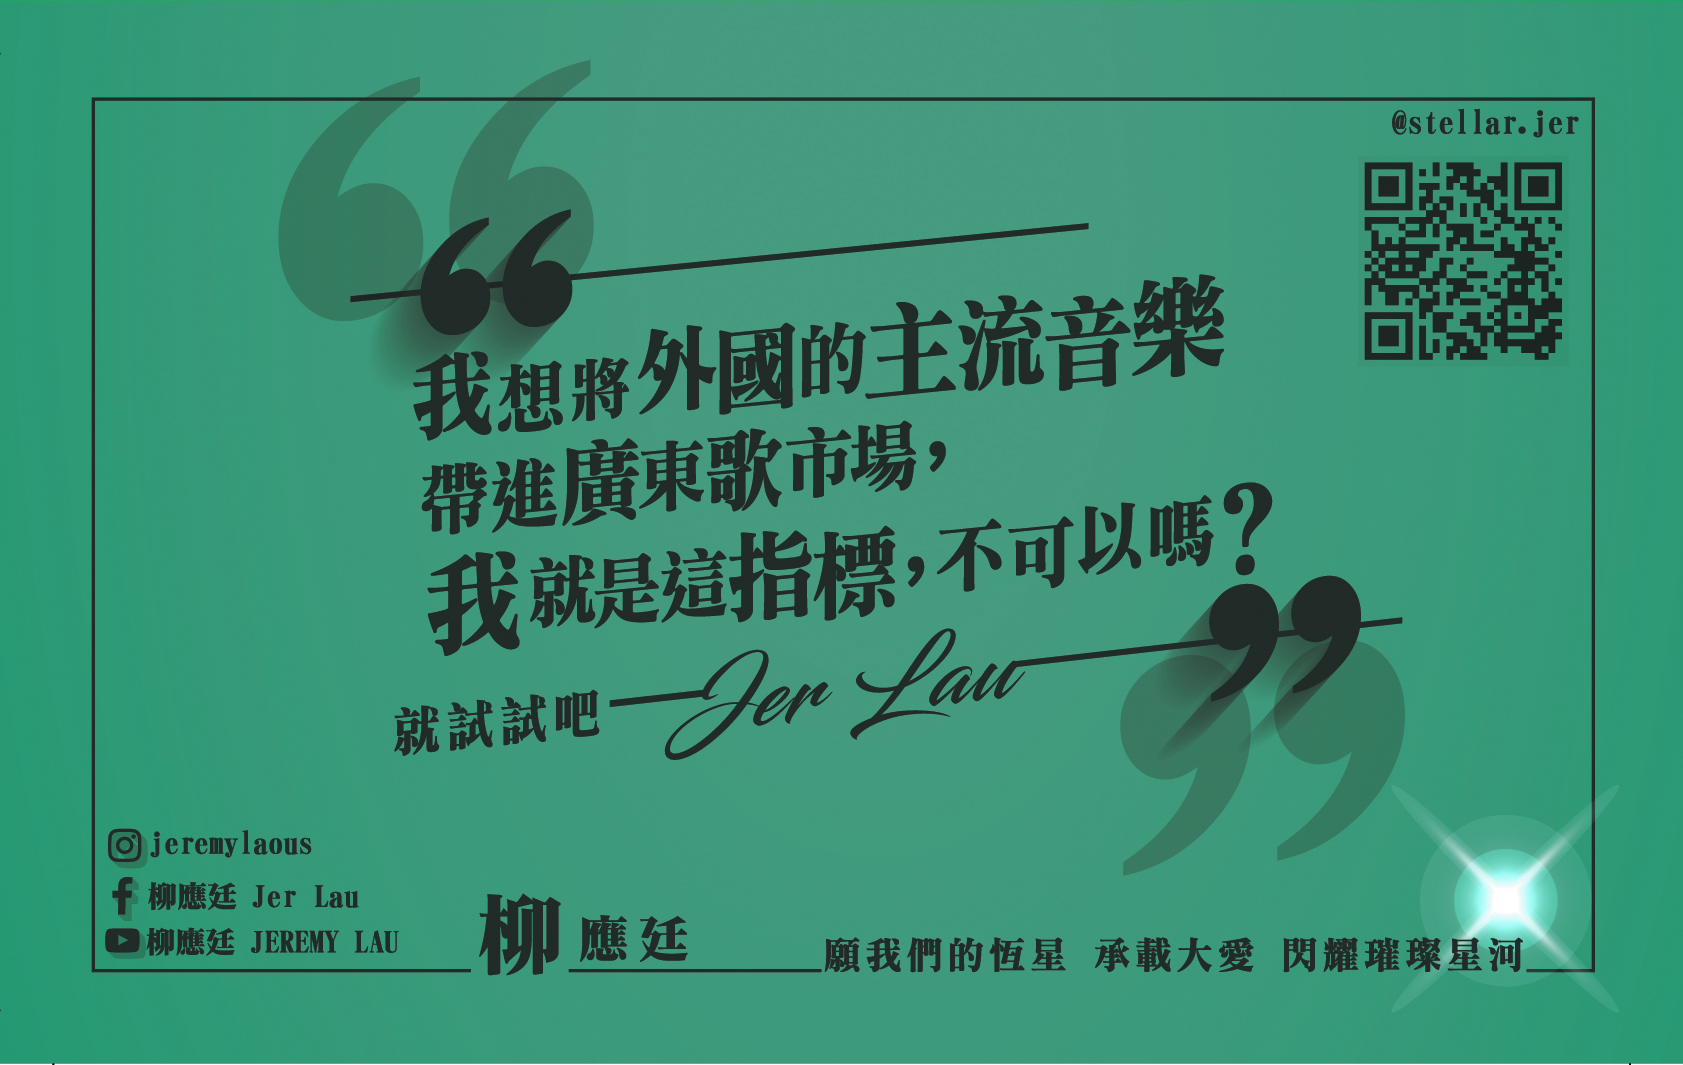 @stellar.jer
我想將外國的主流音樂
帶進廣東歌市場,
我就是這指標,不可以嗎?
就試試吧 Jer Lau
jeremylaous
柳應廷 Jer Lau
柳應廷 JEREMY LAU
柳應廷
願我們的恆星 承載大愛 閃耀璀璨星河